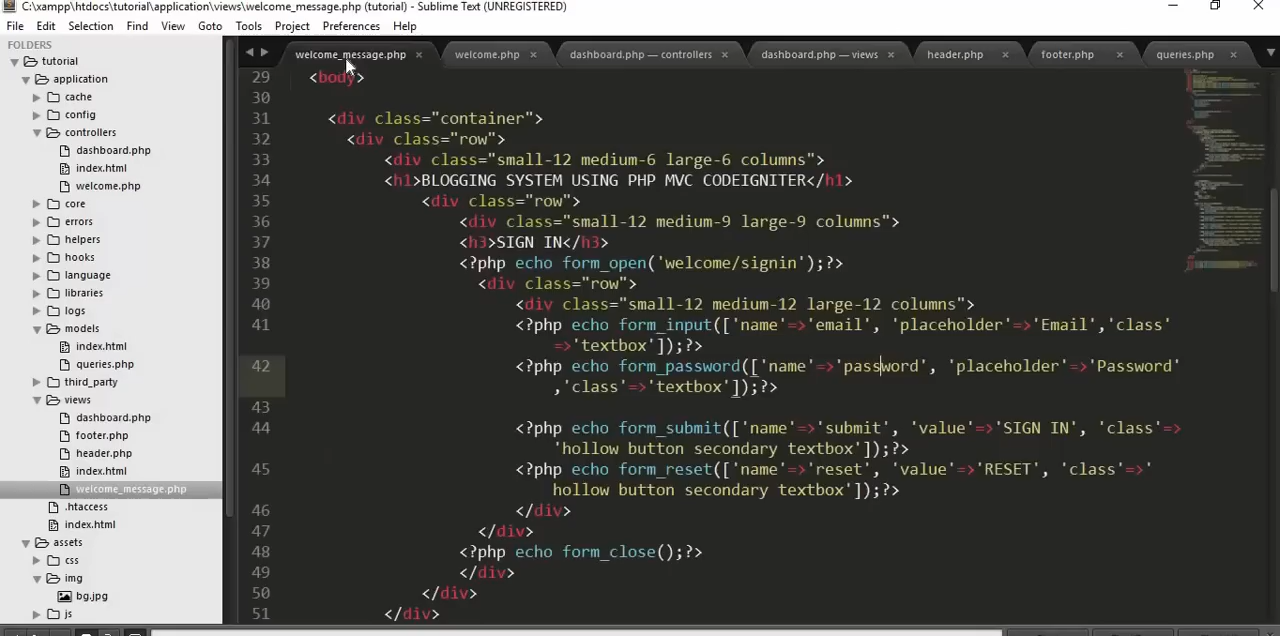 C:\xampp\htdocs\tutorial\application\views\welcome_message.php (tutorial) - Sublime Text (UNREGISTERED)
File Edit Selection Find View Goto Tools Project Preferences Help
FOLDERS
tutorial
application
cache
config
controllers
dashboard.php
index.html
welcome.php
core
errors
helpers
hooks
language
libraries
logs
models
index.html
queries.php
third_party
views
dashboard.php
footer.php
header.php
index.html
welcome_message.php
.htaccess
index.html
assets
css
img
bg.jpg
js
welcome_message.php × welcome.php × dashboard.php — controllers × dashboard.php — views × header.php × footer.php × queries.php ×
29 <body>
30
31 <div class="container">
32 <div class="row">
33 <div class="small-12 medium-6 large-6 columns">
34 <h1>BLOGGING SYSTEM USING PHP MVC CODEIGNITER</h1>
35 <div class="row">
36 <div class="small-12 medium-9 large-9 columns">
37 <h3>SIGN IN</h3>
38 <?php echo form_open('welcome/signin');?>
39 <div class="row">
40 <div class="small-12 medium-12 large-12 columns">
41 <?php echo form_input(['name'=>'email', 'placeholder'=>'Email','class'
=>'textbox']);?>
42 <?php echo form_password(['name'=>'password', 'placeholder'=>'Password'
,'class'=>'textbox']);?>
43
44 <?php echo form_submit(['name'=>'submit', 'value'=>'SIGN IN', 'class'=>
'hollow button secondary textbox']);?>
45 <?php echo form_reset(['name'=>'reset', 'value'=>'RESET', 'class'=>'
hollow button secondary textbox']);?>
46 </div>
47 </div>
48 <?php echo form_close();?>
49 </div>
50 </div>
51 </div>